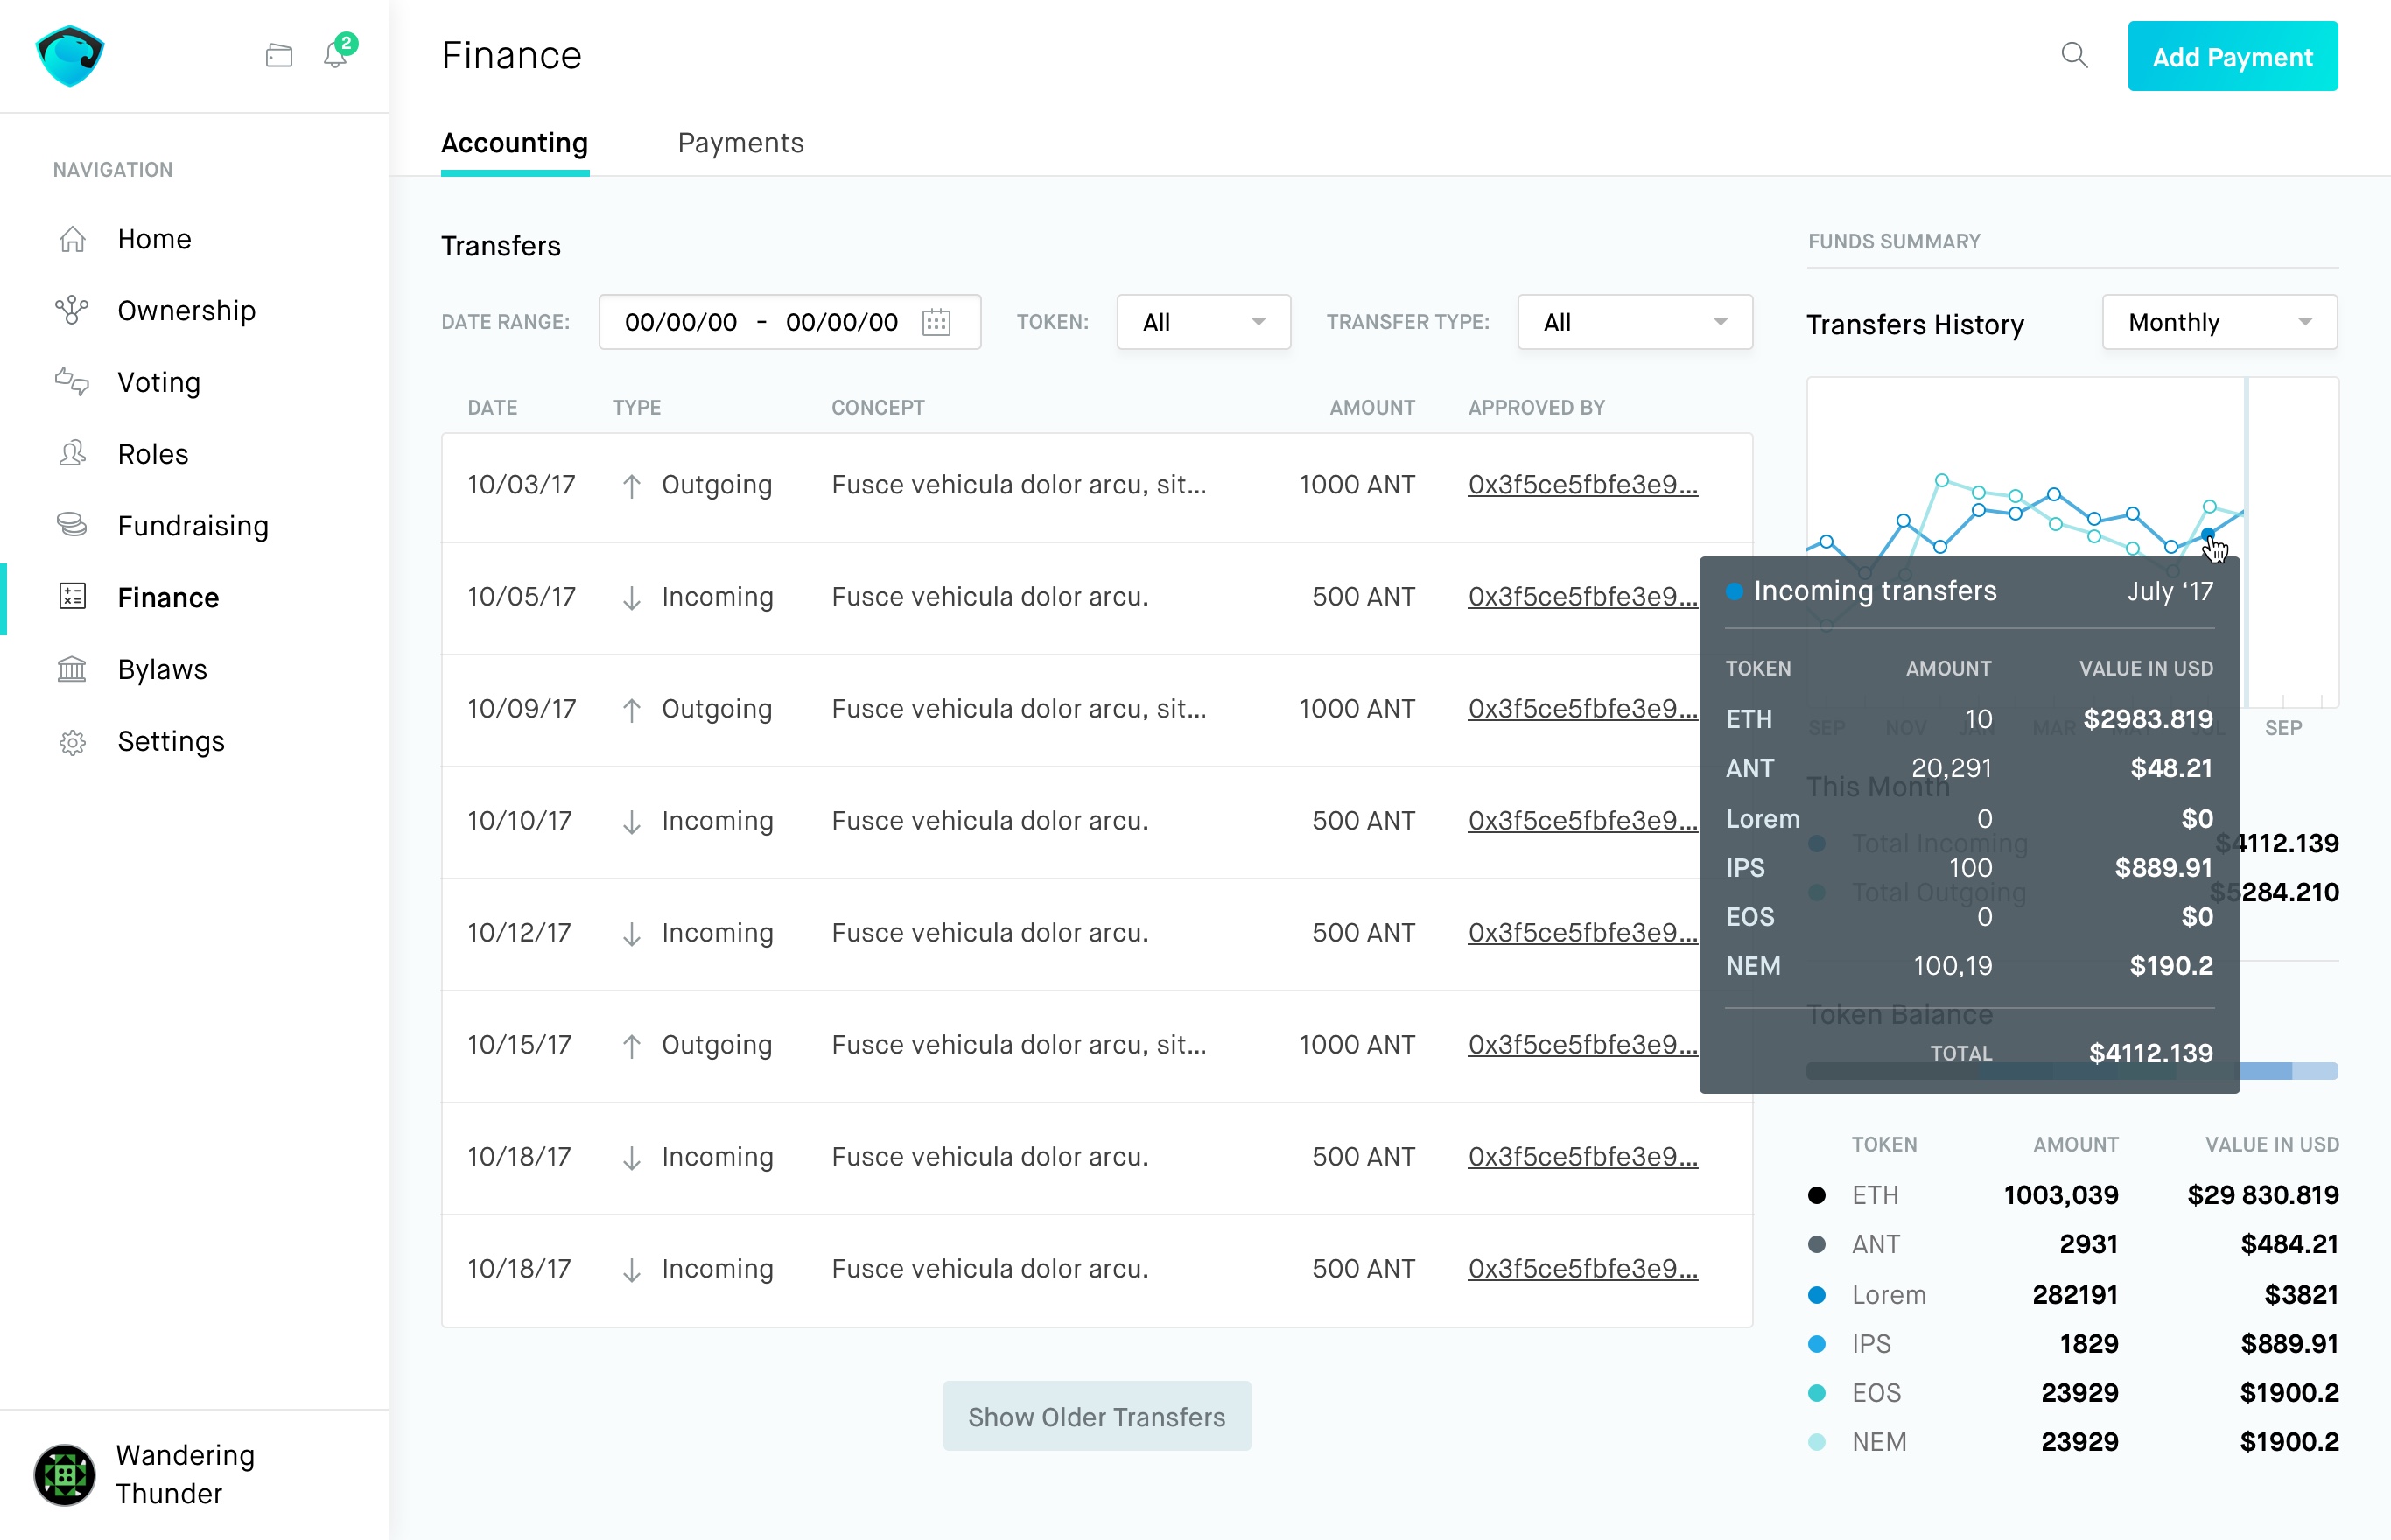 2
Finance
Add Payment
Accounting
Payments
NAVIGATION
Home
Ownership
Voting
Roles
Fundraising
Finance
Bylaws
Settings
Wandering
Thunder
Transfers
DATE RANGE: 00/00/00 - 00/00/00 TOKEN: All TRANSFER TYPE: All
DATE TYPE CONCEPT AMOUNT APPROVED BY
10/03/17 Outgoing Fusce vehicula dolor arcu, sit... 1000 ANT 0x3f5ce5fbfe3e9...
10/05/17 Incoming Fusce vehicula dolor arcu. 500 ANT 0x3f5ce5fbfe3e9...
10/09/17 Outgoing Fusce vehicula dolor arcu, sit... 1000 ANT 0x3f5ce5fbfe3e9...
10/10/17 Incoming Fusce vehicula dolor arcu. 500 ANT 0x3f5ce5fbfe3e9...
10/12/17 Incoming Fusce vehicula dolor arcu. 500 ANT 0x3f5ce5fbfe3e9...
10/15/17 Outgoing Fusce vehicula dolor arcu, sit... 1000 ANT 0x3f5ce5fbfe3e9...
10/18/17 Incoming Fusce vehicula dolor arcu. 500 ANT 0x3f5ce5fbfe3e9...
10/18/17 Incoming Fusce vehicula dolor arcu. 500 ANT 0x3f5ce5fbfe3e9...
Show Older Transfers
FUNDS SUMMARY
Transfers History Monthly
Incoming transfers July ‘17
TOKEN AMOUNT VALUE IN USD
ETH 10 $2983.819
ANT 20,291 $48.21
Lorem 0 $0
IPS 100 $889.91
EOS 0 $0
NEM 100,19 $190.2
TOTAL $4112.139
SEP NOV JAN MAR MAY JUL SEP
This Month
Total Incoming $4112.139
Total Outgoing $5284.210
Token Balance
TOKEN AMOUNT VALUE IN USD
ETH 1003,039 $29 830.819
ANT 2931 $484.21
Lorem 282191 $3821
IPS 1829 $889.91
EOS 23929 $1900.2
NEM 23929 $1900.2